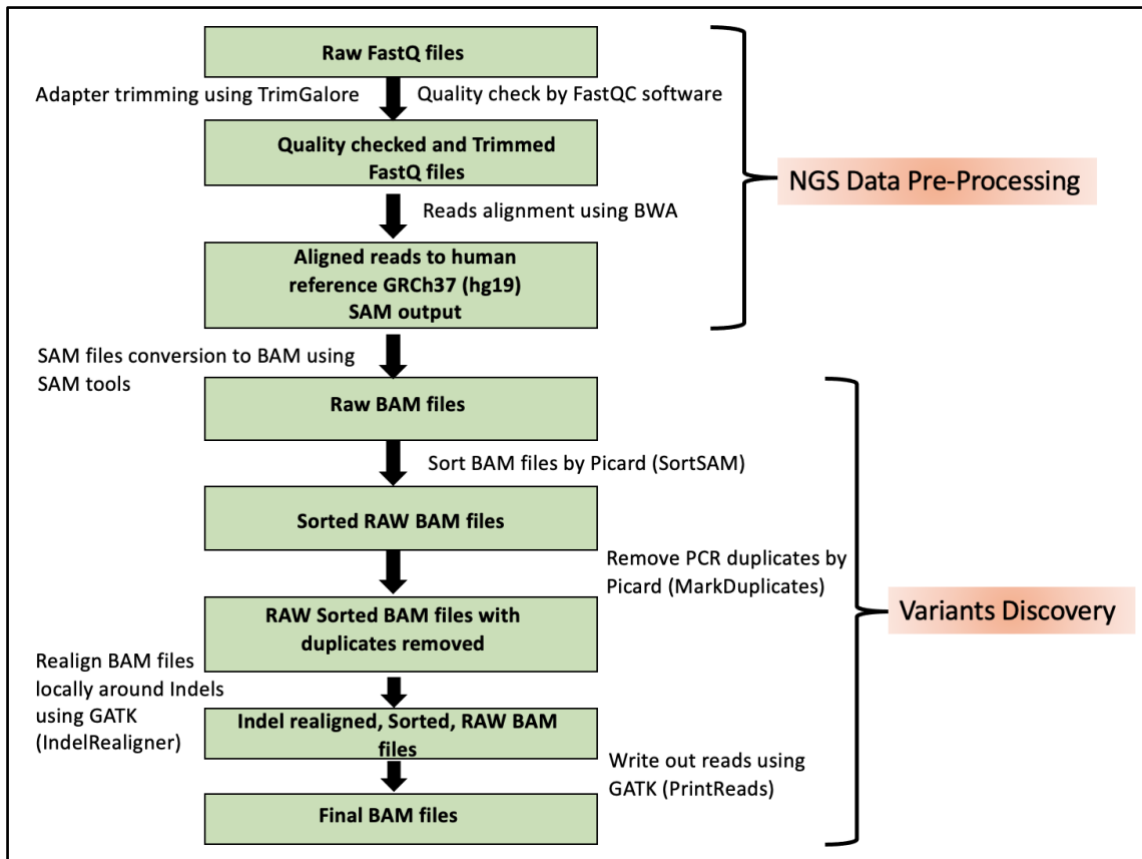 Raw FastQ files
Adapter trimming using TrimGalore
Quality check by FastQC software
Quality checked and Trimmed
FastQ files
NGS Data Pre-Processing
Reads alignment using BWA
Aligned reads to human
reference GRCh37 (hg19)
SAM output
SAM files conversion to BAM using
SAM tools
Raw BAM files
Sort BAM files by Picard (SortSAM)
Sorted RAW BAM files
Remove PCR duplicates by
Picard (MarkDuplicates)
Variants Discovery
RAW Sorted BAM files with
duplicates removed
Realign BAM files
locally around Indels
using GATK
(IndelRealigner)
Indel realigned, Sorted, RAW BAM
files
Write out reads using
GATK (PrintReads)
Final BAM files